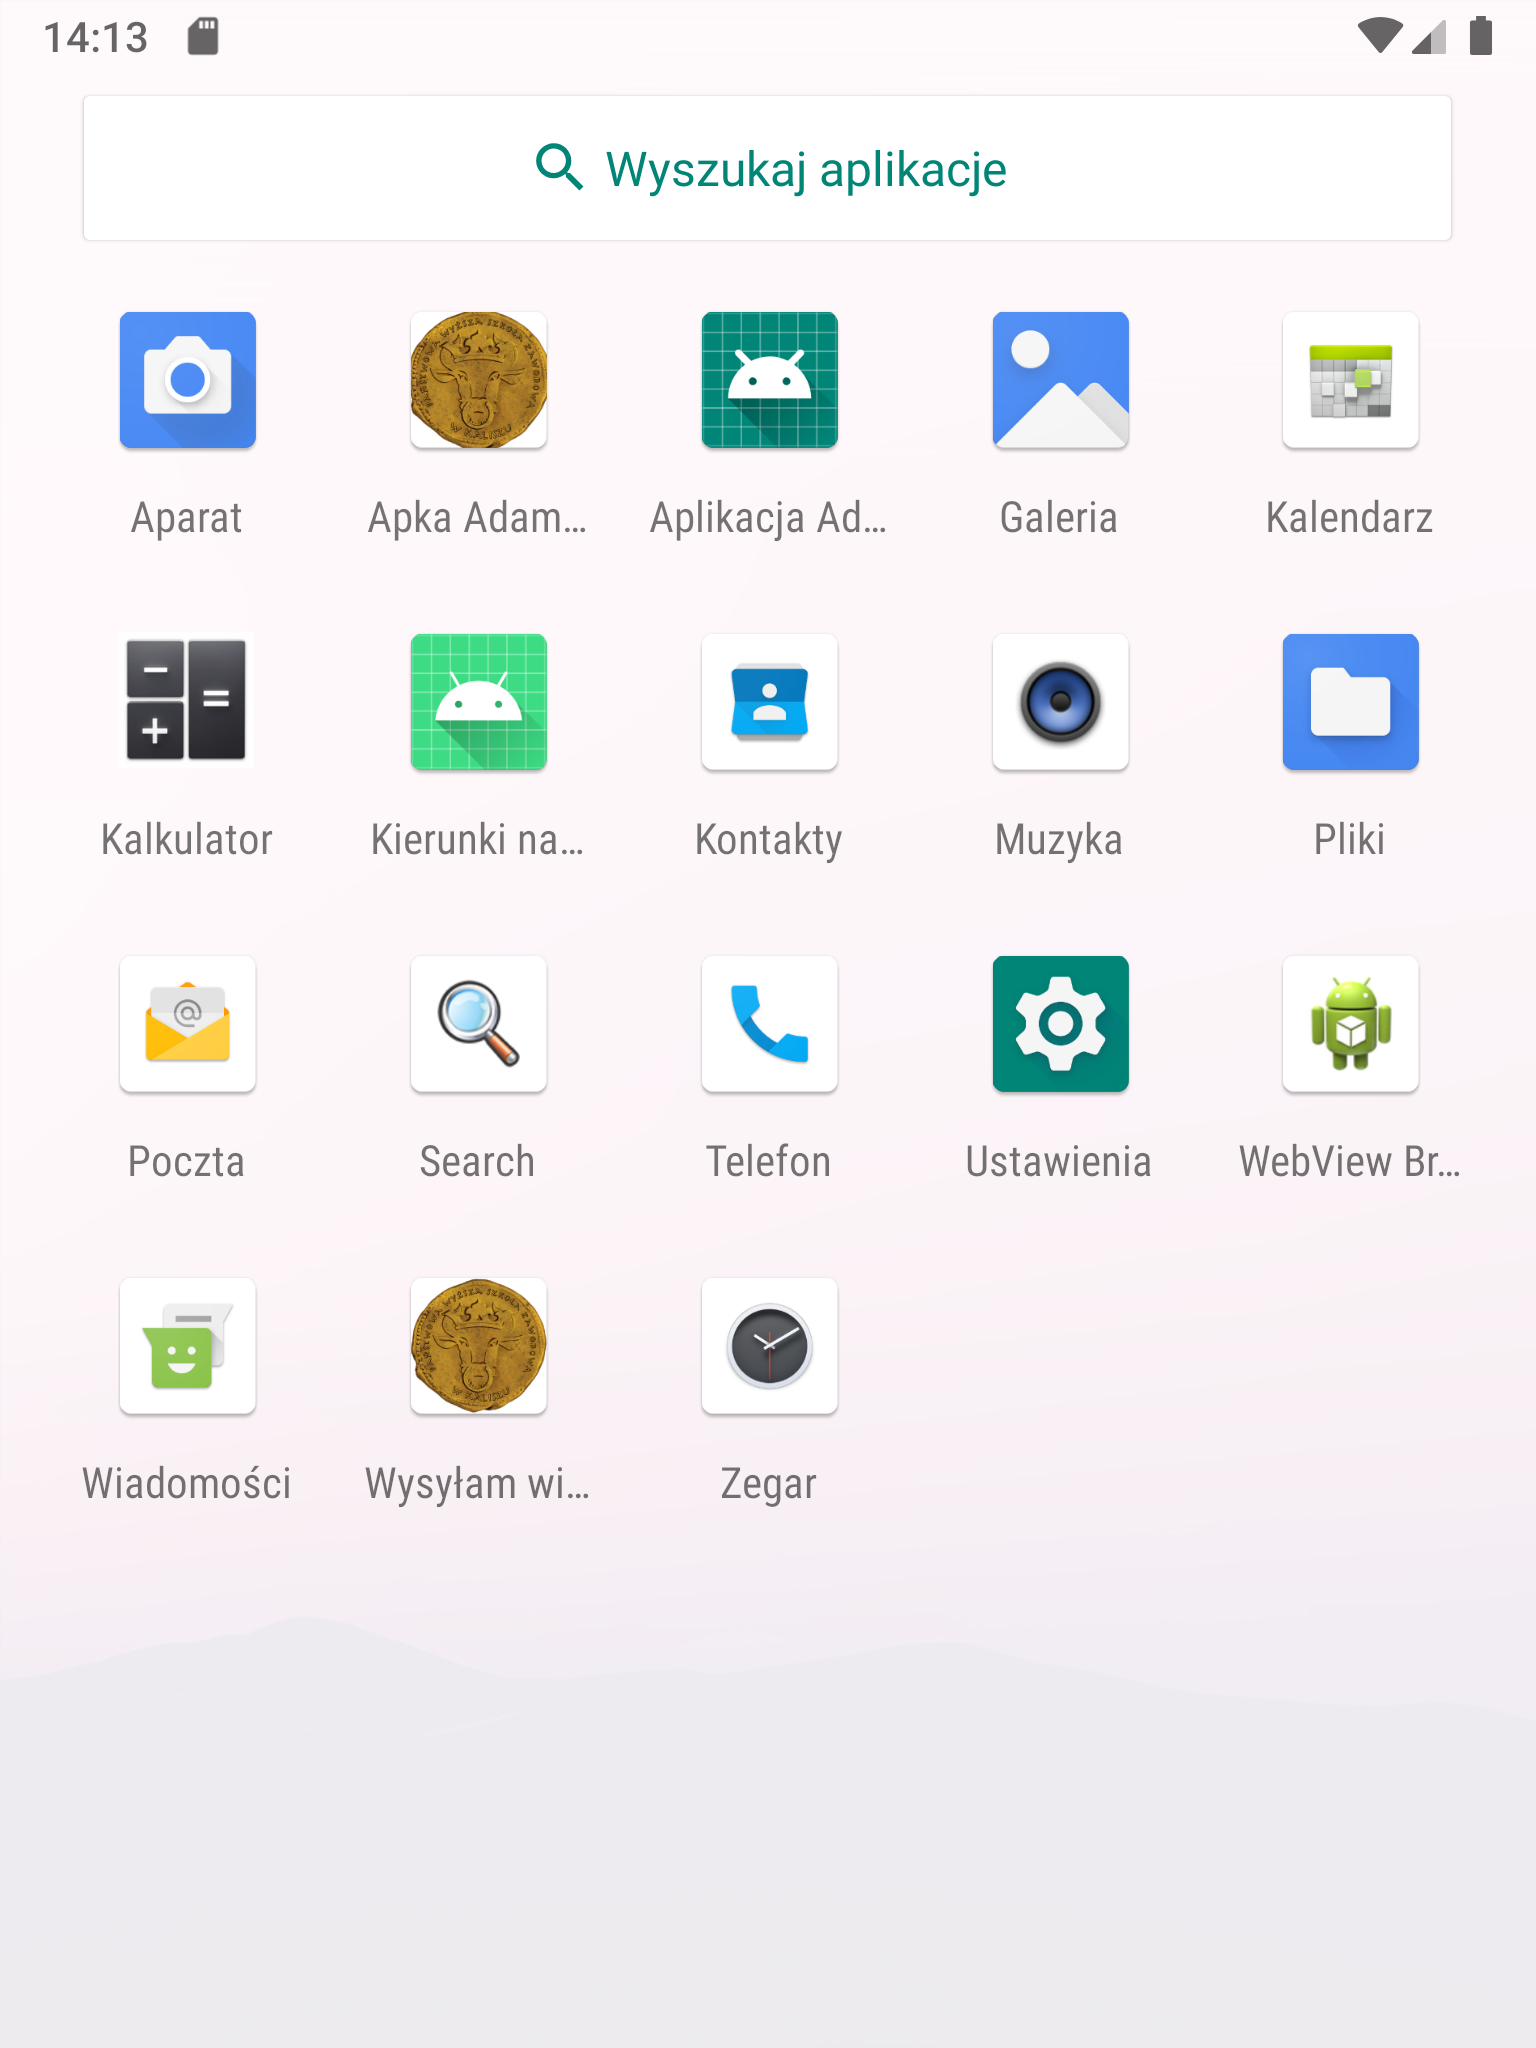 14:13
Wyszukaj aplikacje
Aparat
Apka Adam...
Aplikacja Ad...
Galeria
Kalendarz
Kalkulator
Kierunki na...
Kontakty
Muzyka
Pliki
Poczta
Search
Telefon
Ustawienia
WebView Br...
Wiadomości
Wysyłam wi...
Zegar